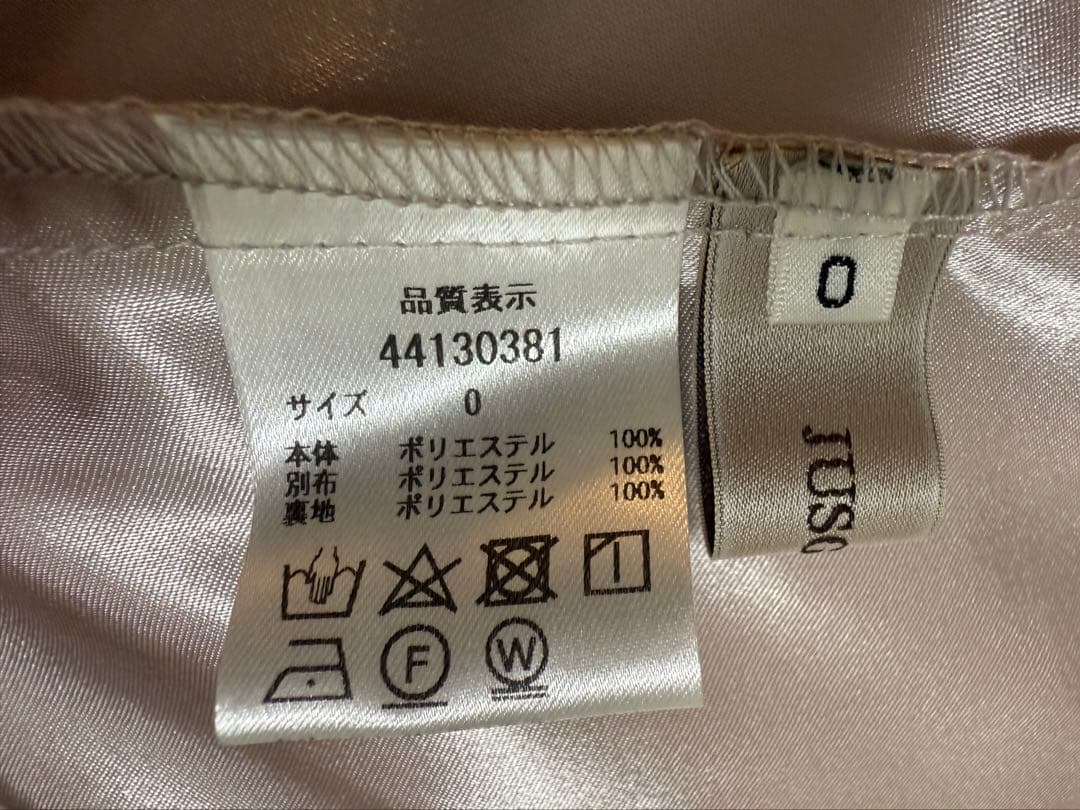 品質表示
44130381
サイズ 0
本体 ポリエステル 100%
別布 ポリエステル 100%
裏地 ポリエステル 100%
F W
0